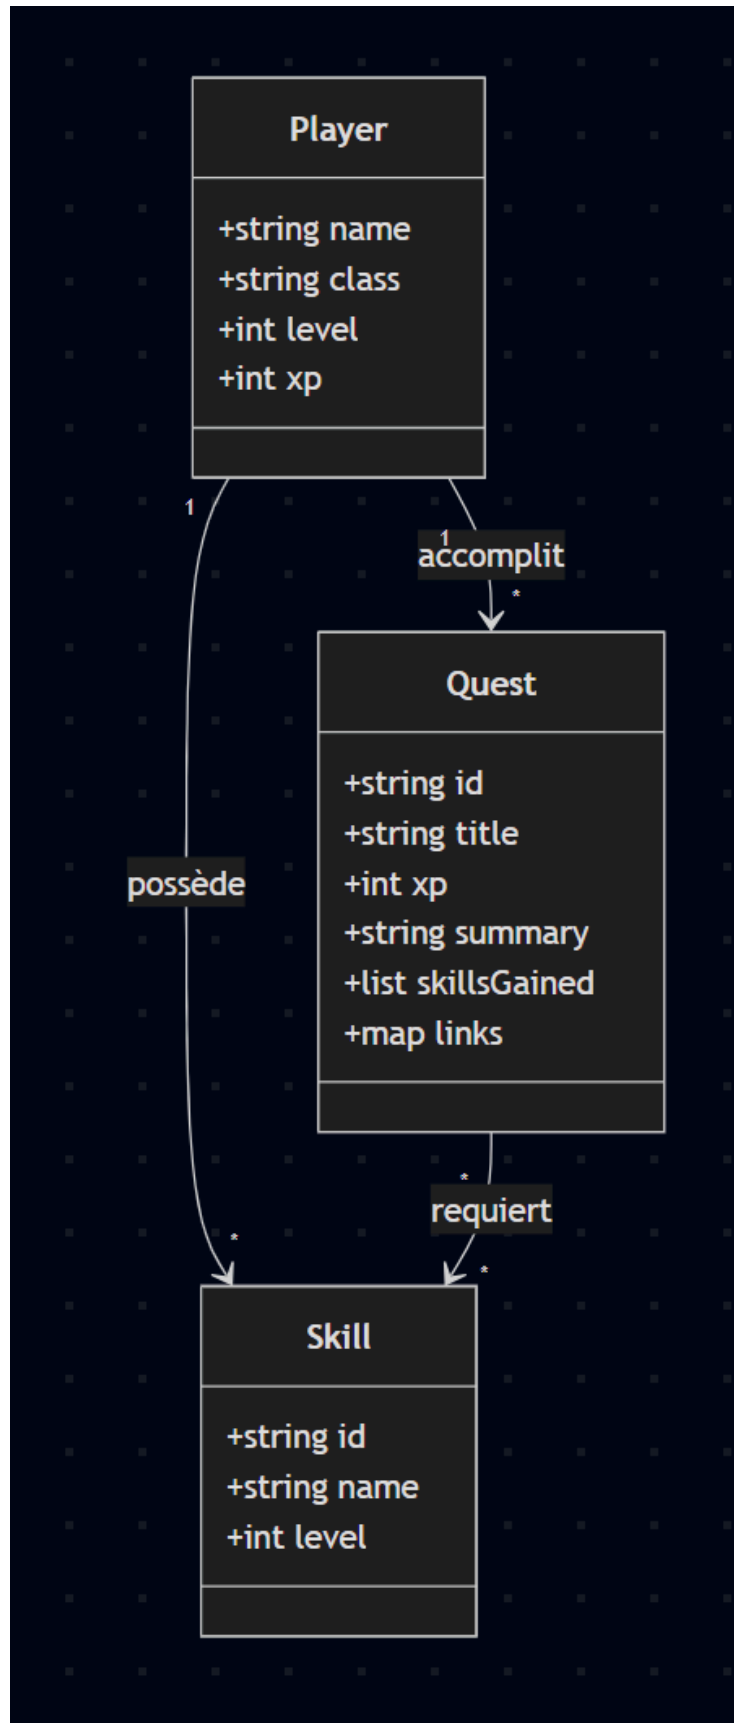 Player
+string name
+string class
+int level
+int xp
1
1
accomplit
*
Quest
+string id
+string title
+int xp
+string summary
+list skillsGained
+map links
possède
*
requiert
*
*
Skill
+string id
+string name
+int level